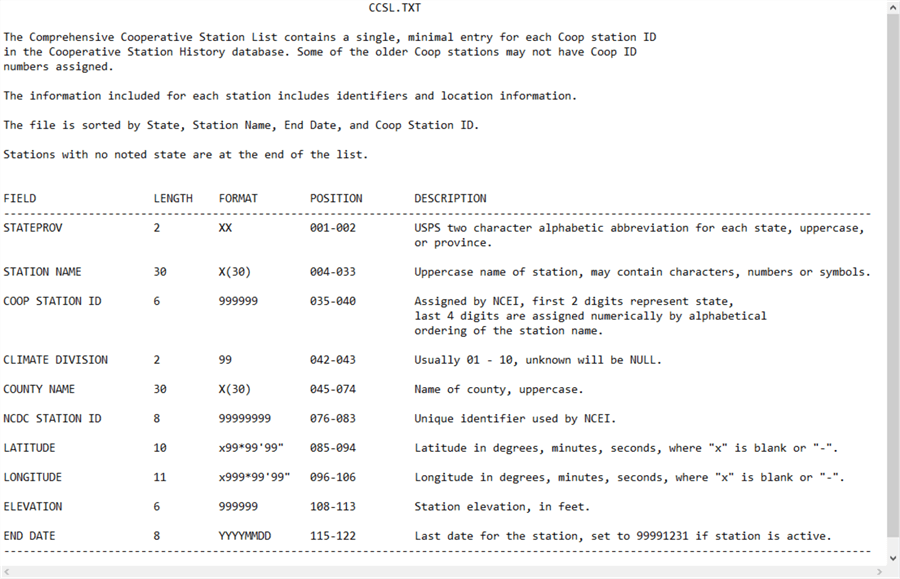 CCSL.TXT
The Comprehensive Cooperative Station List contains a single, minimal entry for each Coop station ID
in the Cooperative Station History database. Some of the older Coop stations may not have Coop ID
numbers assigned.
The information included for each station includes identifiers and location information.
The file is sorted by State, Station Name, End Date, and Coop Station ID.
Stations with no noted state are at the end of the list.
FIELD LENGTH FORMAT POSITION DESCRIPTION
------------------------------------------------------------------------------------------------------------------------------------
STATEPROV 2 XX 001-002 USPS two character alphabetic abbreviation for each state, uppercase,
or province.
STATION NAME 30 X(30) 004-033 Uppercase name of station, may contain characters, numbers or symbols.
COOP STATION ID 6 999999 035-040 Assigned by NCEI, first 2 digits represent state,
last 4 digits are assigned numerically by alphabetical
ordering of the station name.
CLIMATE DIVISION 2 99 042-043 Usually 01 - 10, unknown will be NULL.
COUNTY NAME 30 X(30) 045-074 Name of county, uppercase.
NCDC STATION ID 8 99999999 076-083 Unique identifier used by NCEI.
LATITUDE 10 x99*99'99" 085-094 Latitude in degrees, minutes, seconds, where "x" is blank or "-".
LONGITUDE 11 x999*99'99" 096-106 Longitude in degrees, minutes, seconds, where "x" is blank or "-".
ELEVATION 6 999999 108-113 Station elevation, in feet.
END DATE 8 YYYYMMDD 115-122 Last date for the station, set to 99991231 if station is active.
------------------------------------------------------------------------------------------------------------------------------------